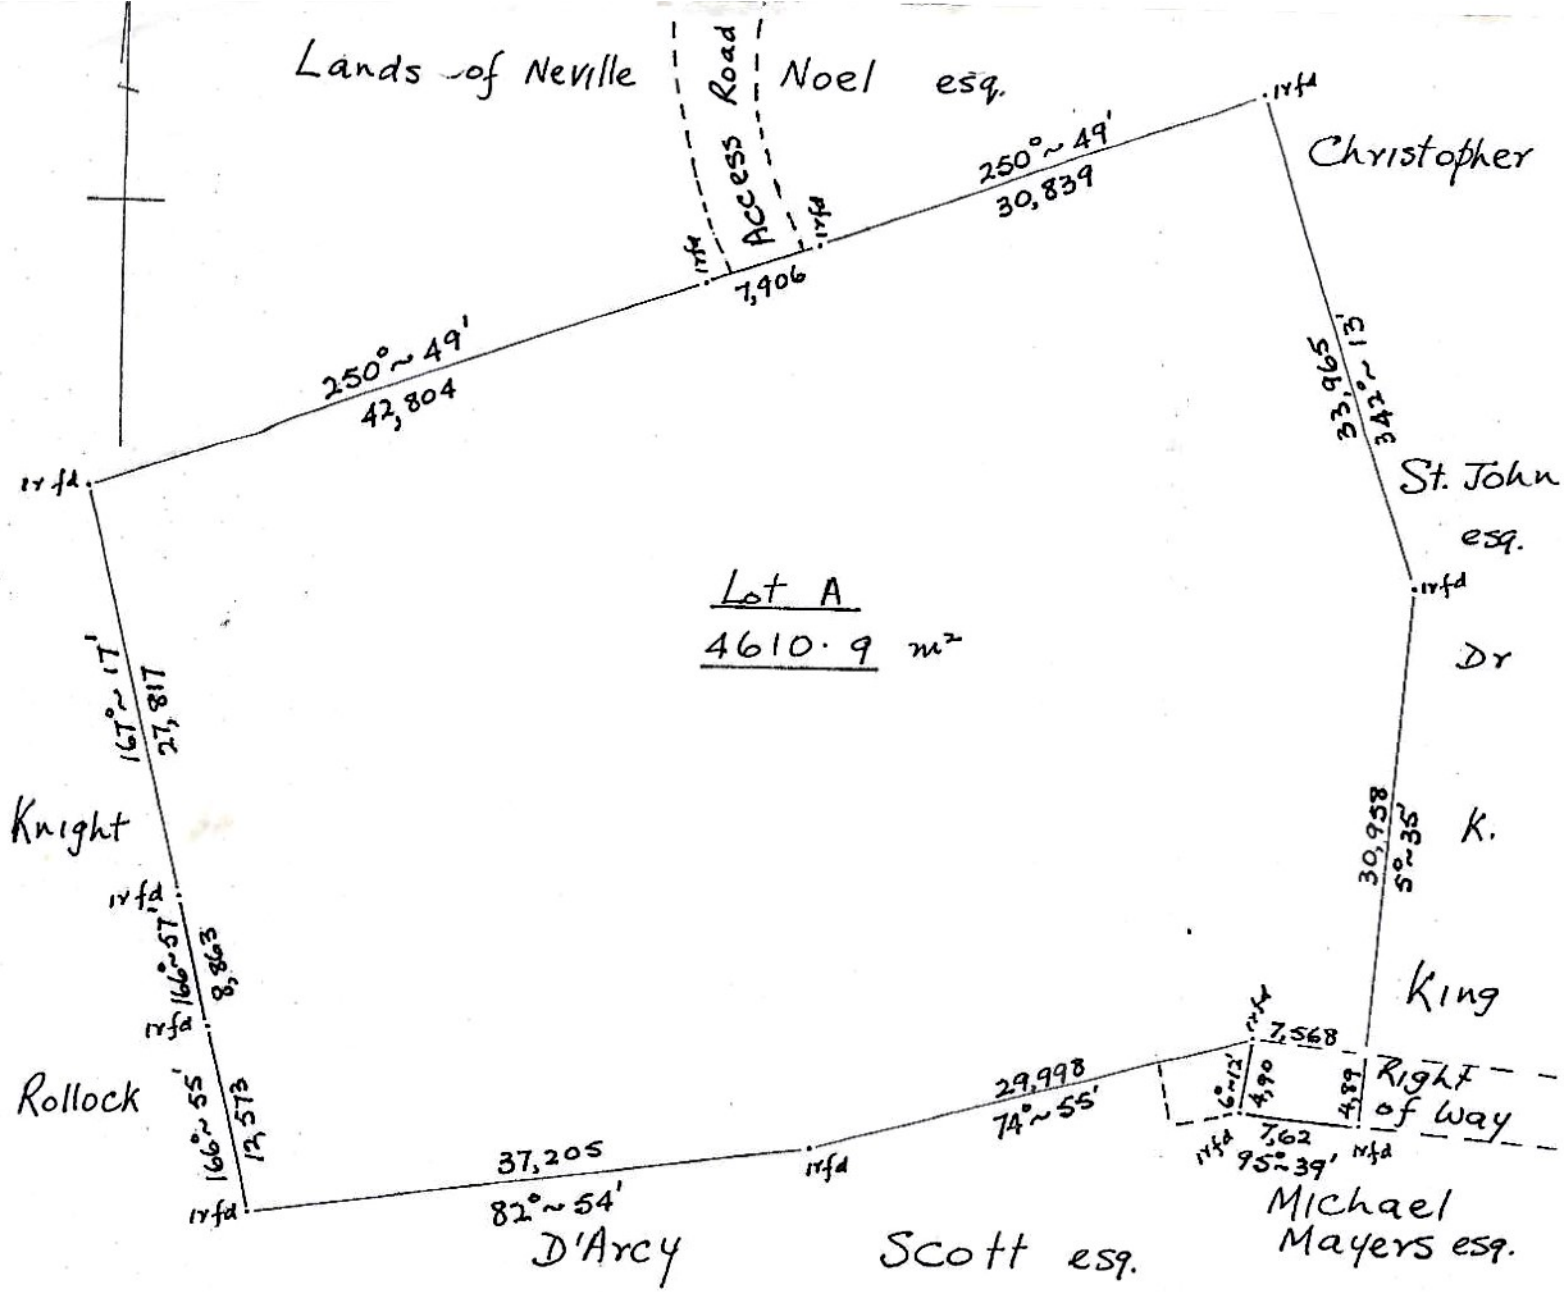 Lands of Neville Noel esq.
Access Road
irfd
Christopher
250°~49'
30,839
irfd
irfd
7,406
250°~49'
42,804
33,965
342°~13'
irfd
St. John
esq.
irfd
Lot A
4610.9 m²
Dr
167°~17'
27,817
30,958
5°~35'
K.
Knight
irfd
166°~57'
8,863
King
irfd
irfd
7,568
Right
of Way
6°~12'
4,90
4,89
29,998
74°~55'
Rollock
166°~55'
12,573
irfd
7,62
irfd
95°~39'
37,205
irfd
irfd
82°~54'
Michael
Mayers esq.
D'Arcy Scott esq.